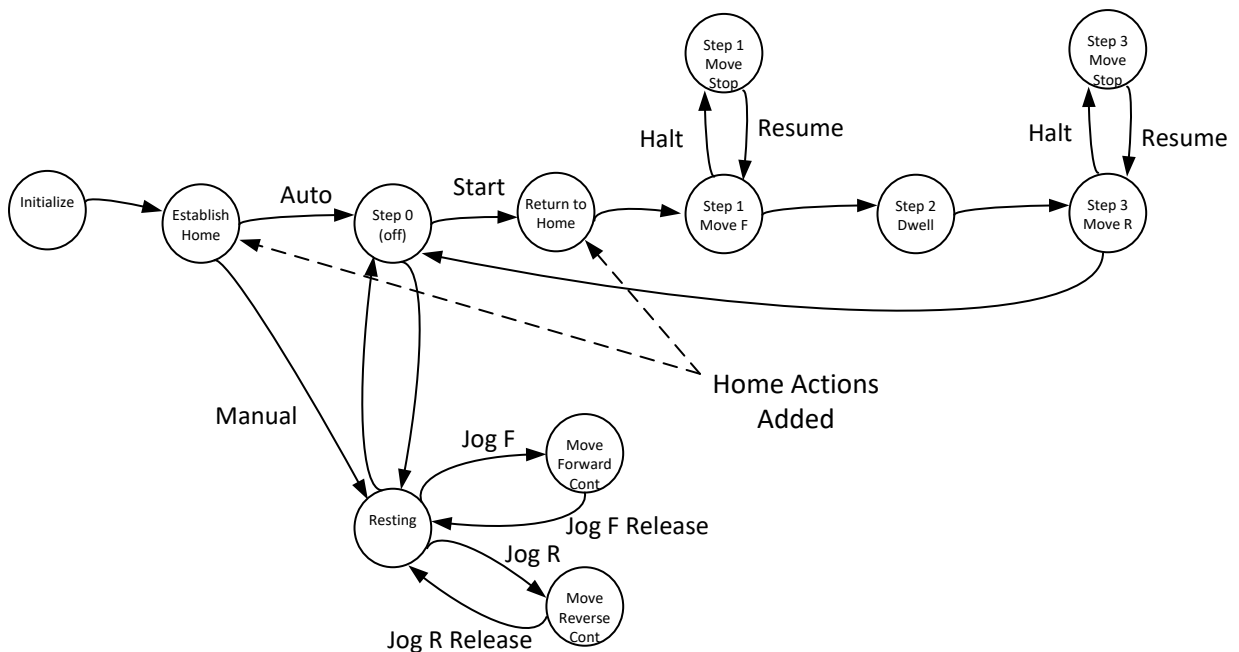 Step 1
Move
Stop
Step 3
Move
Stop
Halt
Resume
Halt
Resume
Initialize
Establish
Home
Auto
Step 0
(off)
Start
Return to
Home
Step 1
Move F
Step 2
Dwell
Step 3
Move R
Home Actions
Added
Manual
Jog F
Move
Forward
Cont
Resting
Jog F Release
Jog R
Move
Reverse
Cont
Jog R Release